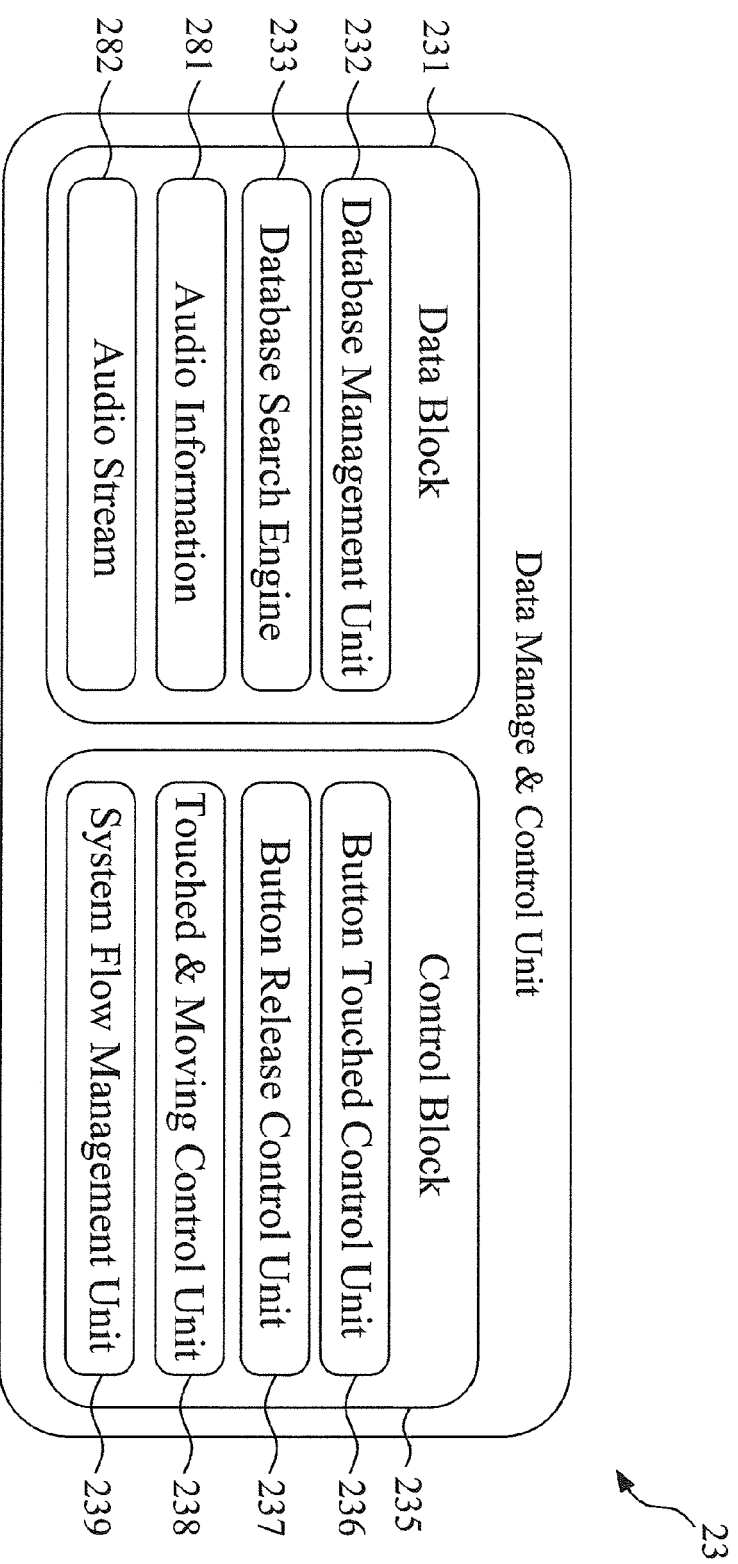 23
Data Manage & Control Unit
231
Data Block
232
Database Management Unit
233
Database Search Engine
281
Audio Information
282
Audio Stream
Control Block
235
Button Touched Control Unit
236
Button Release Control Unit
237
Touched & Moving Control Unit
238
System Flow Management Unit
239